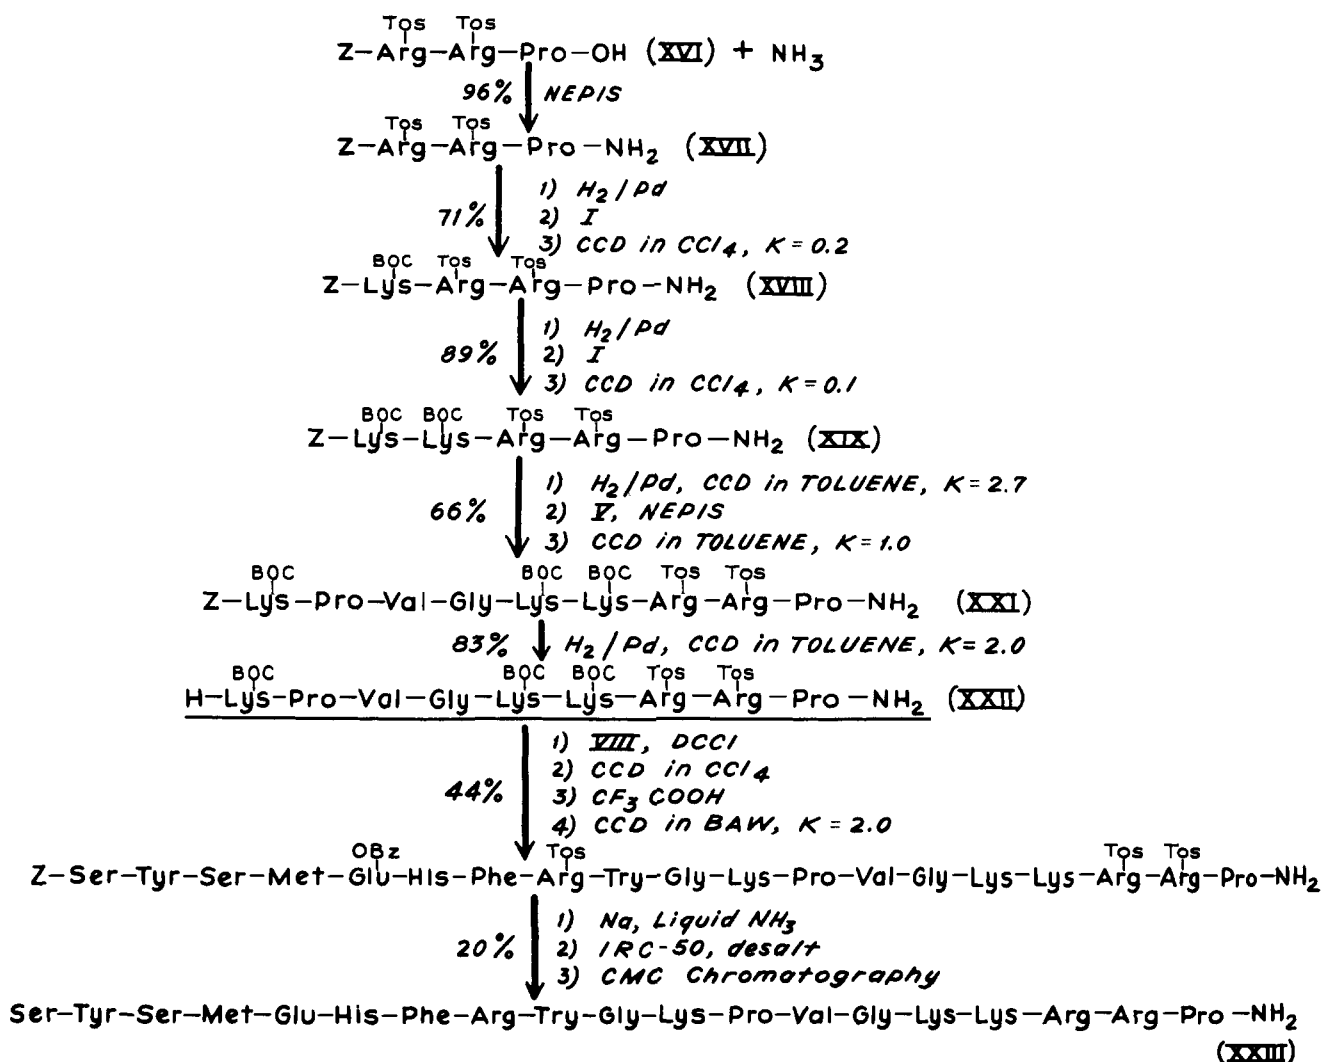 Tos Tos
Z-Arg-Arg-Pro-OH (XVI) + NH3
96% NEPIS
Tos Tos
Z-Arg-Arg-Pro-NH2 (XVII)
1) H2/Pd
71% 2) I
3) CCD in CCl4, K = 0.2
BOC Tos Tos
Z-Lys-Arg-Arg-Pro-NH2 (XVIII)
1) H2/Pd
89% 2) I
3) CCD in CCl4, K = 0.1
BOC BOC Tos Tos
Z-Lys-Lys-Arg-Arg-Pro-NH2 (XIX)
1) H2/Pd, CCD in TOLUENE, K = 2.7
66% 2) V, NEPIS
3) CCD in TOLUENE, K = 1.0
BOC BOC BOC Tos Tos
Z-Lys-Pro-Val-Gly-Lys-Lys-Arg-Arg-Pro-NH2 (XXI)
83% H2/Pd, CCD in TOLUENE, K = 2.0
BOC BOC BOC Tos Tos
H-Lys-Pro-Val-Gly-Lys-Lys-Arg-Arg-Pro-NH2 (XXII)
1) VIII, DCCI
2) CCD in CCl4
44% 3) CF3COOH
4) CCD in BAW, K = 2.0
OBz Tos Tos Tos
Z-Ser-Tyr-Ser-Met-Glu-His-Phe-Arg-Try-Gly-Lys-Pro-Val-Gly-Lys-Lys-Arg-Arg-Pro-NH2
1) Na, Liquid NH3
20% 2) IRC-50, desalt
3) CMC Chromatography
Ser-Tyr-Ser-Met-Glu-His-Phe-Arg-Try-Gly-Lys-Pro-Val-Gly-Lys-Lys-Arg-Arg-Pro-NH2
(XXIII)